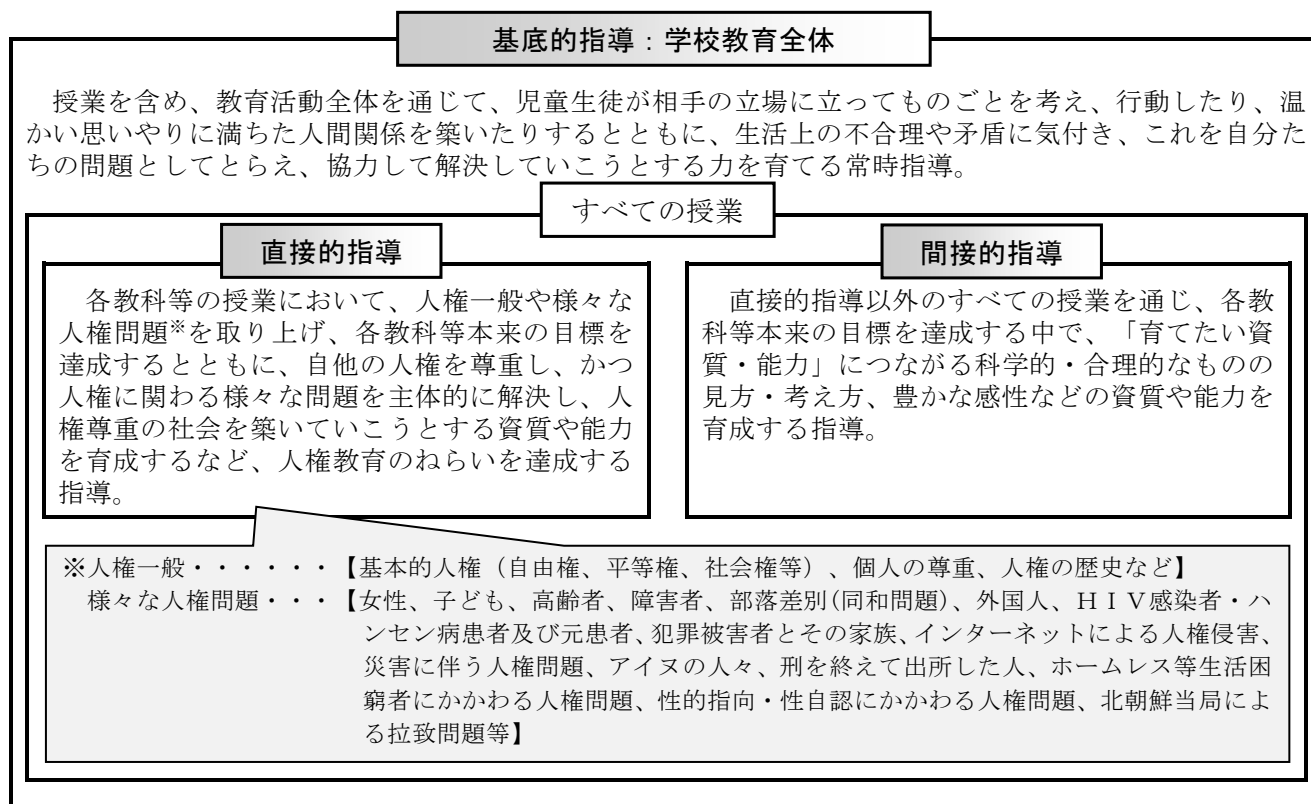 基底的指導：学校教育全体
授業を含め、教育活動全体を通じて、児童生徒が相手の立場に立ってものごとを考え、行動したり、温
かい思いやりに満ちた人間関係を築いたりするとともに、生活上の不合理や矛盾に気付き、これを自分た
ちの問題としてとらえ、協力して解決していこうとする力を育てる常時指導。
すべての授業
直接的指導
各教科等の授業において、人権一般や様々な
人権問題※を取り上げ、各教科等本来の目標を
達成するとともに、自他の人権を尊重し、かつ
人権に関わる様々な問題を主体的に解決し、人
権尊重の社会を築いていこうとする資質や能力
を育成するなど、人権教育のねらいを達成する
指導。
間接的指導
直接的指導以外のすべての授業を通じ、各教
科等本来の目標を達成する中で、「育てたい資
質・能力」につながる科学的・合理的なものの
見方・考え方、豊かな感性などの資質や能力を
育成する指導。
※人権一般・・・・・・【基本的人権（自由権、平等権、社会権等）、個人の尊重、人権の歴史など】
様々な人権問題・・・【女性、子ども、高齢者、障害者、部落差別(同和問題)、外国人、ＨＩＶ感染者・ハ
ンセン病患者及び元患者、犯罪被害者とその家族、インターネットによる人権侵害、
災害に伴う人権問題、アイヌの人々、刑を終えて出所した人、ホームレス等生活困
窮者にかかわる人権問題、性的指向・性自認にかかわる人権問題、北朝鮮当局によ
る拉致問題等】